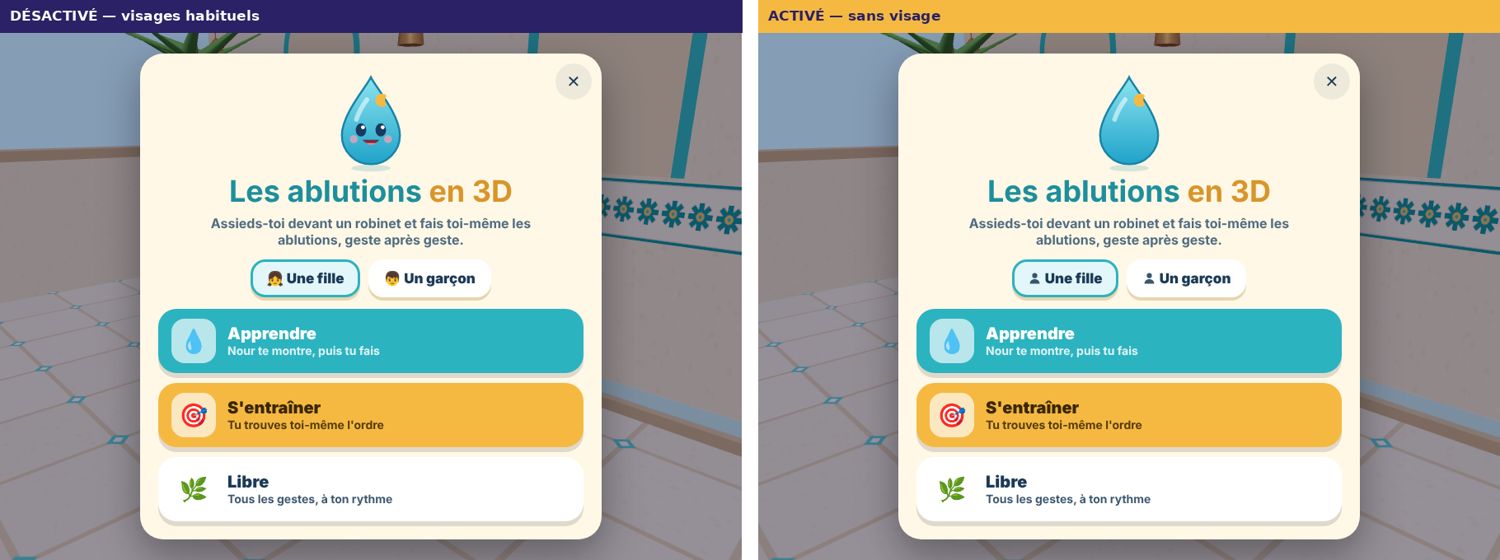 DÉSACTIVÉ — visages habituels
Les ablutions en 3D
Assieds-toi devant un robinet et fais toi-même les
ablutions, geste après geste.
Une fille
Un garçon
Apprendre
Nour te montre, puis tu fais
S'entraîner
Tu trouves toi-même l'ordre
Libre
Tous les gestes, à ton rythme
ACTIVÉ — sans visage
Les ablutions en 3D
Assieds-toi devant un robinet et fais toi-même les
ablutions, geste après geste.
Une fille
Un garçon
Apprendre
Nour te montre, puis tu fais
S'entraîner
Tu trouves toi-même l'ordre
Libre
Tous les gestes, à ton rythme